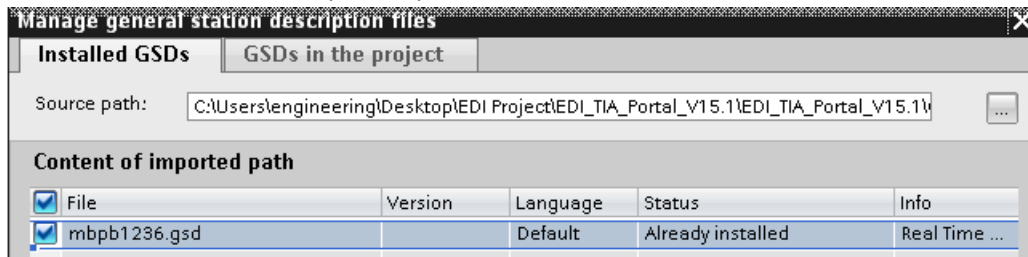 Manage general station description files
Installed GSDs GSDs in the project
Source path: C:\Users\engineering\Desktop\EDI Project\EDI_TIA_Portal_V15.1\EDI_TIA_Portal_V15.1\
...
Content of imported path
File Version Language Status Info
mbpb1236.gsd Default Already installed Real Time ...